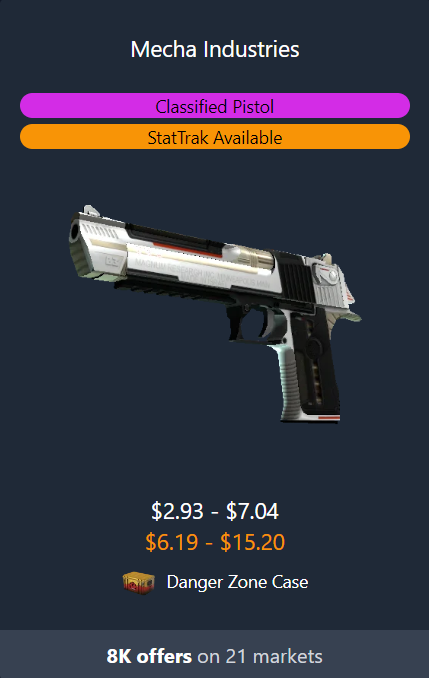 Mecha Industries
Classified Pistol
StatTrak Available
$2.93 - $7.04
$6.19 - $15.20
Danger Zone Case
8K offers on 21 markets